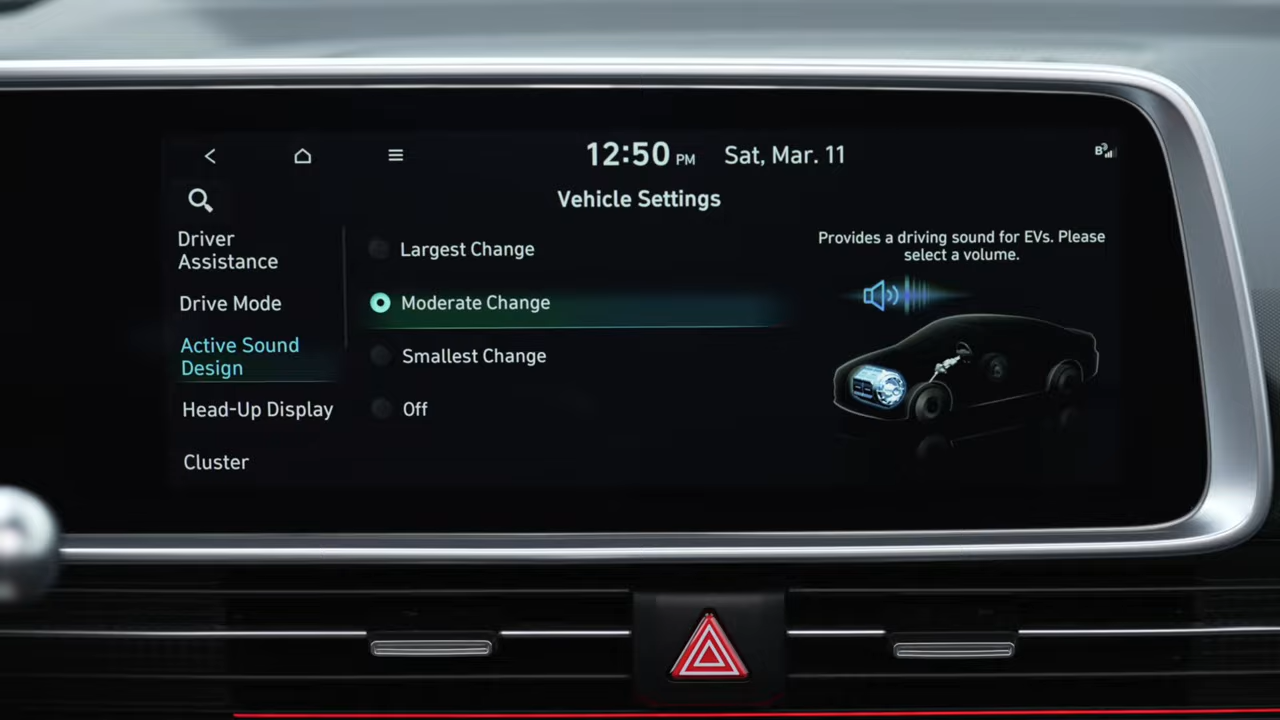 12:50 PM Sat, Mar. 11
Vehicle Settings
Driver
Assistance
Drive Mode
Active Sound
Design
Head-Up Display
Cluster
Largest Change
Moderate Change
Smallest Change
Off
Provides a driving sound for EVs. Please
select a volume.